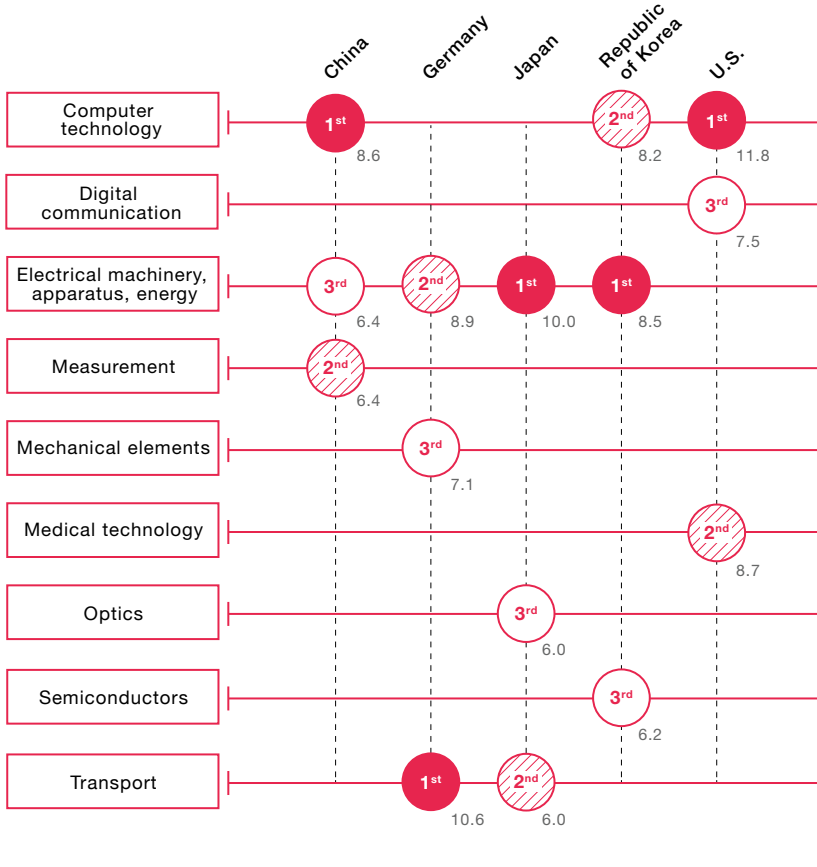 China
Germany
Japan
Republic
of Korea
U.S.
Computer
technology
1st
8.6
2nd
8.2
1st
11.8
Digital
communication
3rd
7.5
Electrical machinery,
apparatus, energy
3rd
6.4
2nd
8.9
1st
10.0
1st
8.5
Measurement
2nd
6.4
Mechanical elements
3rd
7.1
Medical technology
2nd
8.7
Optics
3rd
6.0
Semiconductors
3rd
6.2
Transport
1st
10.6
2nd
6.0